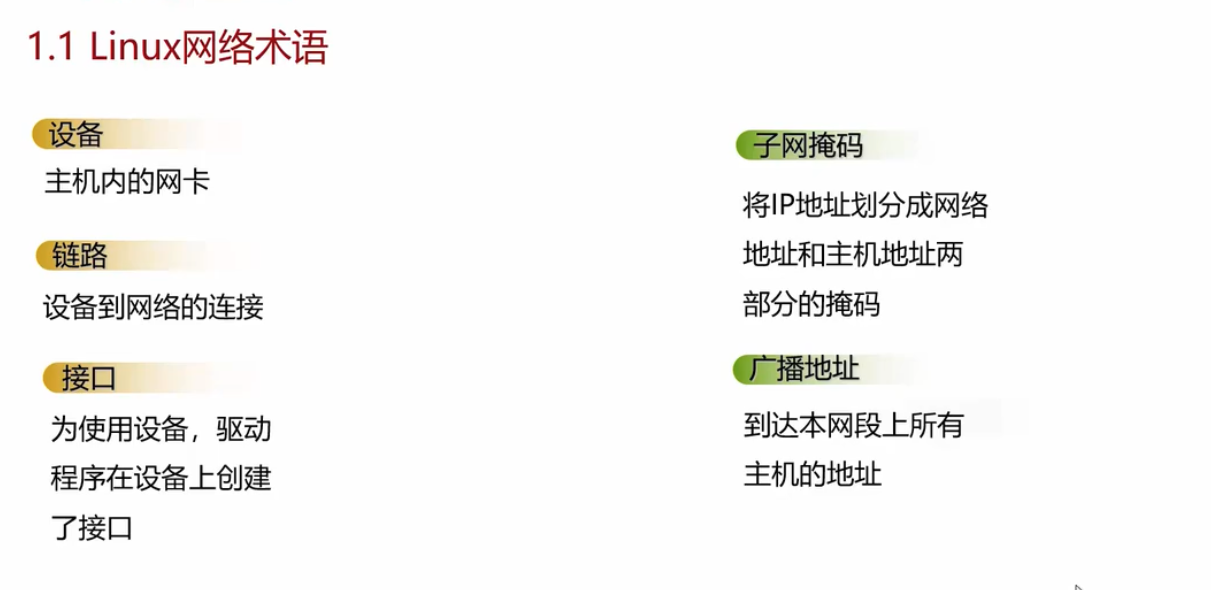 1.1 Linux网络术语
设备
主机内的网卡
链路
设备到网络的连接
接口
为使用设备，驱动
程序在设备上创建
了接口
子网掩码
将IP地址划分成网络
地址和主机地址两
部分的掩码
广播地址
到达本网段上所有
主机的地址